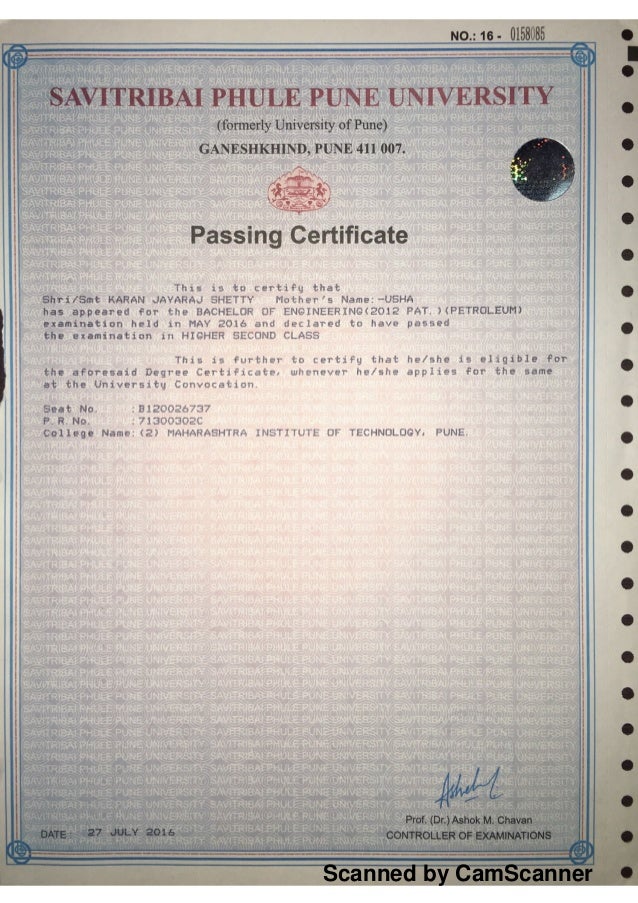 NO.: 16 - 0158085
SAVITRIBAI PHULE PUNE UNIVERSITY
(formerly University of Pune)
GANESHKHIND, PUNE 411 007.
Passing Certificate
This is to certify that
Shri/Smt KARAN JAYARAJ SHETTY Mother's Name:-USHA
has appeared for the BACHELOR OF ENGINEERING(2012 PAT.)(PETROLEUM)
examination held in MAY 2016 and declared to have passed
the examination in HIGHER SECOND CLASS
This is further to certify that he/she is eligible for
the aforesaid Degree Certificate, whenever he/she applies for the same
at the University Convocation.
Seat No. :B120026737
P.R.No. :71300302C
College Name:(2) MAHARASHTRA INSTITUTE OF TECHNOLOGY, PUNE.
Prof. (Dr.) Ashok M. Chavan
DATE : 27 JULY 2016 CONTROLLER OF EXAMINATIONS
Scanned by CamScanner